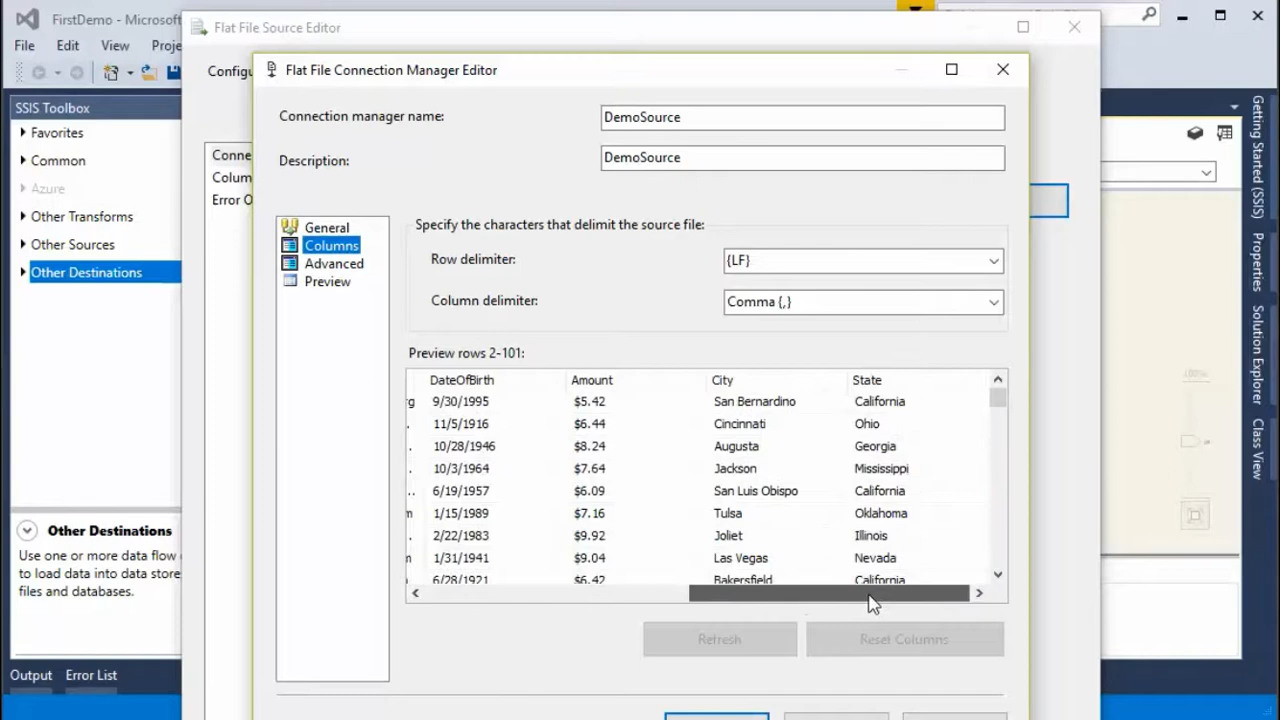 FirstDemo - Microsoft
Flat File Source Editor
File Edit View Proje
Configu
Flat File Connection Manager Editor
SSIS Toolbox
Favorites
Common
Azure
Other Transforms
Other Sources
Other Destinations
Conne
Colum
Error O
Connection manager name: DemoSource
Description: DemoSource
General
Columns
Advanced
Preview
Specify the characters that delimit the source file:
Row delimiter: {LF}
Column delimiter: Comma {,}
Preview rows 2-101:
DateOfBirth Amount City State
g 9/30/1995 $5.42 San Bernardino California
. 11/5/1916 $6.44 Cincinnati Ohio
. 10/28/1946 $8.24 Augusta Georgia
. 10/3/1964 $7.64 Jackson Mississippi
.. 6/19/1957 $6.09 San Luis Obispo California
m 1/15/1989 $7.16 Tulsa Oklahoma
. 2/22/1983 $9.92 Joliet Illinois
m 1/31/1941 $9.04 Las Vegas Nevada
6/28/1921 $6.42 Bakersfield California
Refresh Reset Columns
Other Destinations
Use one or more data flow
to load data into data store
files and databases.
Output Error List
Getting Started (SSIS)
Properties
Solution Explorer
Class View
100%